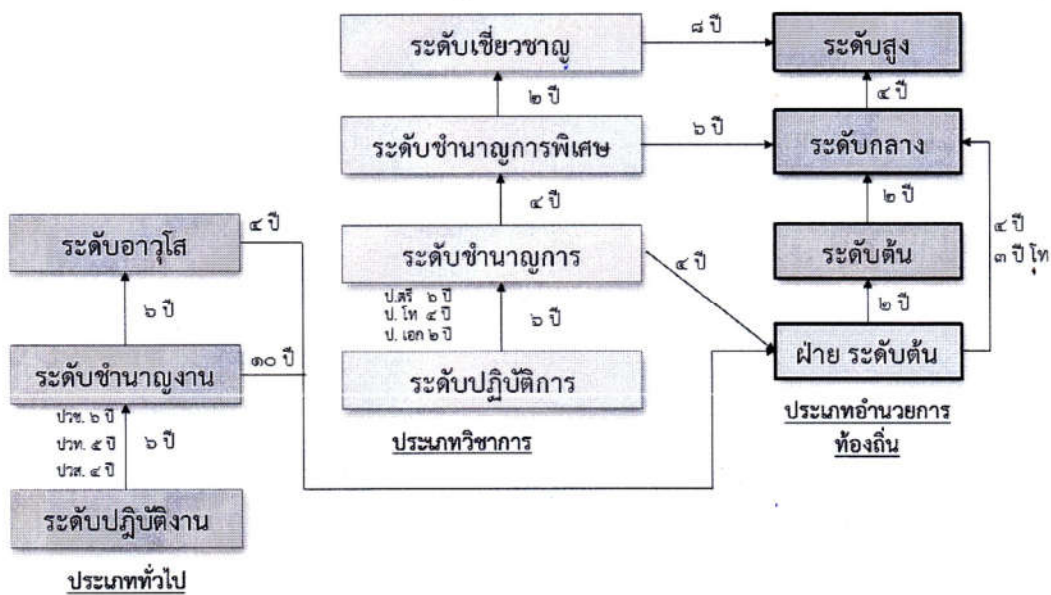 ระดับเชี่ยวชาญ
๘ ปี
ระดับสูง
๒ ปี
๔ ปี
ระดับชำนาญการพิเศษ
๖ ปี
ระดับกลาง
๔ ปี
๒ ปี
๔ ปี
๓ ปี โท
ระดับอาวุโส
๔ ปี
ระดับชำนาญการ
๔ ปี
ระดับต้น
๖ ปี
ป.ตรี ๖ ปี
ป. โท ๔ ปี
ป. เอก ๒ ปี
๖ ปี
๒ ปี
ระดับชำนาญงาน
๑๐ ปี
ระดับปฏิบัติการ
ฝ่าย ระดับต้น
ปวช. ๖ ปี
ปวท. ๕ ปี
ปวส. ๔ ปี
๖ ปี
ประเภทวิชาการ
ประเภทอำนวยการ
ท้องถิ่น
ระดับปฏิบัติงาน
ประเภททั่วไป